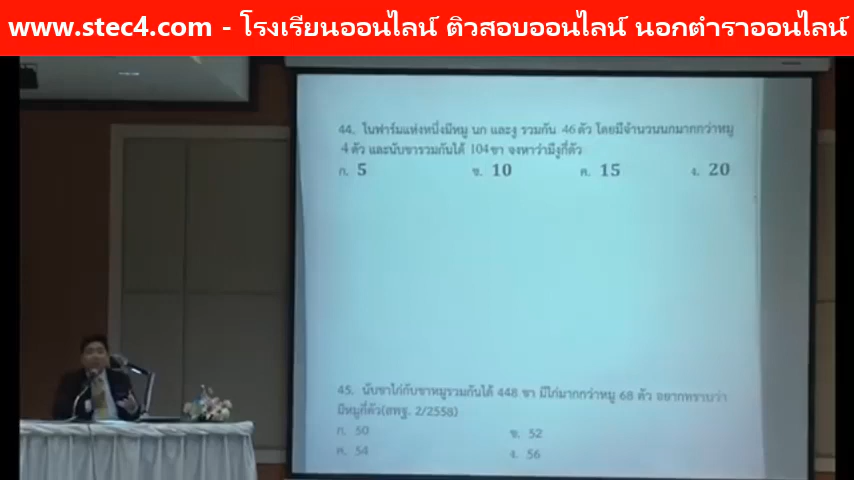 www.stec4.com - โรงเรียนออนไลน์ ติวสอบออนไลน์ นอกตำราออนไลน์
44. ในฟาร์มแห่งหนึ่งมีหมู นก และงู รวมกัน 46 ตัว โดยมีจำนวนนกมากกว่าหมู
4 ตัว และนับขารวมกันได้ 104 ขา จงหาว่ามีงูกี่ตัว
ก. 5 ข. 10 ค. 15 ง. 20
45. นับขาไก่กับขาหมูรวมกันได้ 448 ขา มีไก่มากกว่าหมู 68 ตัว อยากทราบว่า
มีหมูกี่ตัว(สพฐ. 2/2558)
ก. 50 ข. 52
ค. 54 ง. 56